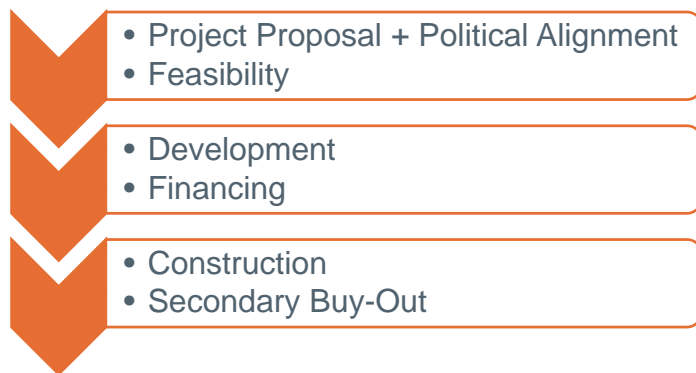 • Project Proposal + Political Alignment
• Feasibility
• Development
• Financing
• Construction
• Secondary Buy-Out